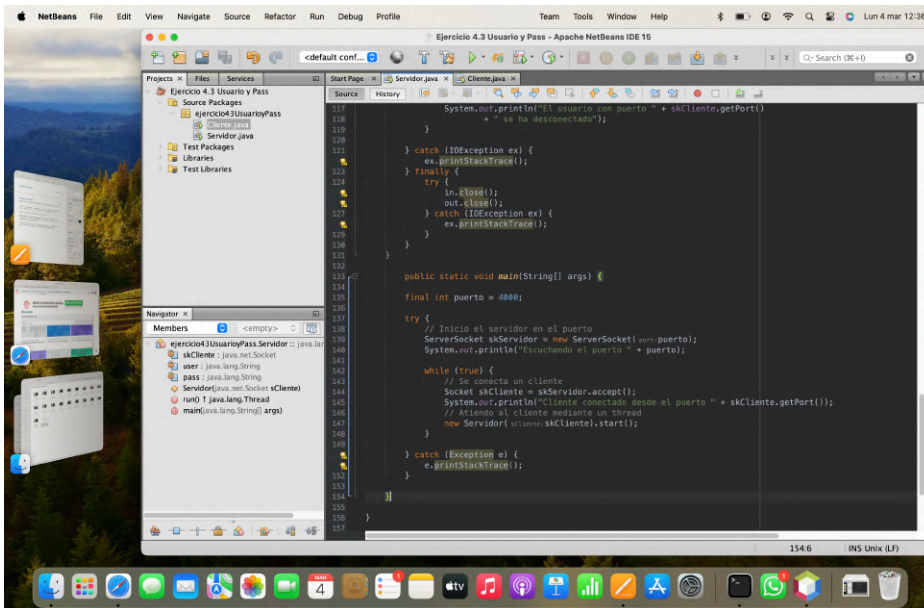 NetBeans File Edit View Navigate Source Refactor Run Debug Profile Team Tools Window Help Lun 4 mar 12:36
Ejercicio 4.3 Usuario y Pass - Apache NetBeans IDE 15
<default conf... Search (⌘+I)
Projects Files Services
Start Page Servidor.java Cliente.java
Source History
Ejercicio 4.3 Usuario y Pass
Source Packages
ejercicio43UsuarioyPass
Cliente.java
Servidor.java
Test Packages
Libraries
Test Libraries
Navigator
Members <empty>
ejercicio43UsuarioyPass.Servidor :: java.lar
skCliente : java.net.Socket
user : java.lang.String
pass : java.lang.String
Servidor(java.net.Socket sCliente)
run() ↑ java.lang.Thread
main(java.lang.String[] args)
117 System.out.println("El usuario con puerto " + skCliente.getPort()
118 + " se ha desconectado");
119 }
120
121 } catch (IOException ex) {
ex.printStackTrace();
123 } finally {
124 try {
in.close();
out.close();
127 } catch (IOException ex) {
ex.printStackTrace();
129 }
130 }
131 }
132
133 public static void main(String[] args) {
134
135 final int puerto = 4000;
136
137 try {
138 // Inicio el servidor en el puerto
139 ServerSocket skServidor = new ServerSocket( port: puerto);
140 System.out.println("Escuchando el puerto " + puerto);
141
142 while (true) {
143 // Se conecta un cliente
144 Socket skCliente = skServidor.accept();
145 System.out.println("Cliente conectado desde el puerto " + skCliente.getPort());
146 // Atiendo al cliente mediante un thread
147 new Servidor( sCliente: skCliente).start();
148 }
149
} catch (Exception e) {
e.printStackTrace();
152 }
153
154 }
155
156 }
157
154:6 INS Unix (LF)
MAR
4
tv